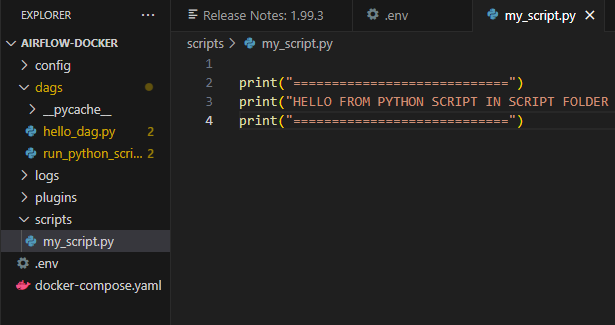 EXPLORER
···
AIRFLOW-DOCKER
config
dags
__pycache__
hello_dag.py 2
run_python_scri... 2
logs
plugins
scripts
my_script.py
.env
docker-compose.yaml
Release Notes: 1.99.3
.env
my_script.py
scripts > my_script.py
1
2 print("============================")
3 print("HELLO FROM PYTHON SCRIPT IN SCRIPT FOLDER
4 print("============================")